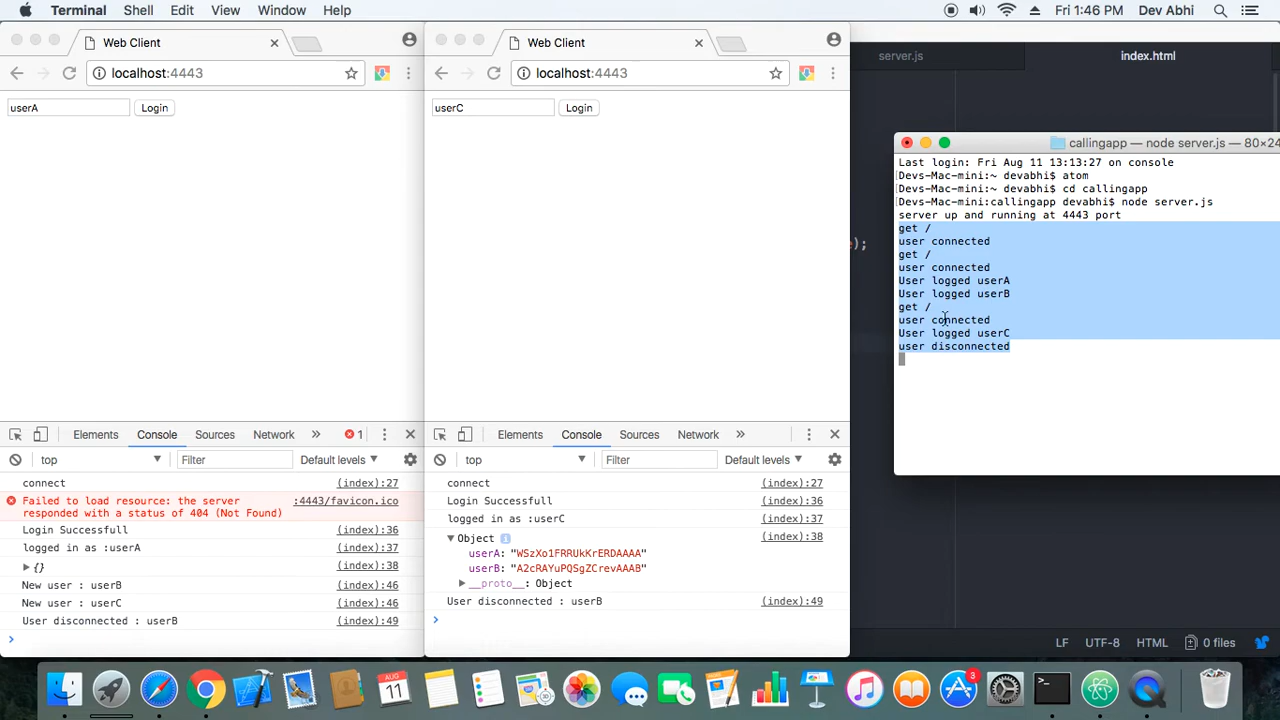 Terminal Shell Edit View Window Help Fri 1:46 PM Dev Abhi
Web Client
localhost:4443
userA Login
Elements Console Sources Network » 1
top Filter Default levels
connect (index):27
Failed to load resource: the server :4443/favicon.ico
responded with a status of 404 (Not Found)
Login Successfull (index):36
logged in as :userA (index):37
{} (index):38
New user : userB (index):46
New user : userC (index):46
User disconnected : userB (index):49
>
Web Client
localhost:4443
userC Login
Elements Console Sources Network »
top Filter Default levels
connect (index):27
Login Successfull (index):36
logged in as :userC (index):37
Object (index):38
userA: "WSzXo1FRRUkKrERDAAAA"
userB: "A2cRAYuPQSgZCrevAAAB"
__proto__: Object
User disconnected : userB (index):49
>
server.js index.html
e);
callingapp — node server.js — 80×24
Last login: Fri Aug 11 13:13:27 on console
[Devs-Mac-mini:~ devabhi$ atom
[Devs-Mac-mini:~ devabhi$ cd callingapp
[Devs-Mac-mini:callingapp devabhi$ node server.js
server up and running at 4443 port
get /
user connected
get /
user connected
User logged userA
User logged userB
get /
user connected
User logged userC
user disconnected
LF UTF-8 HTML 0 files
AUG
11
3